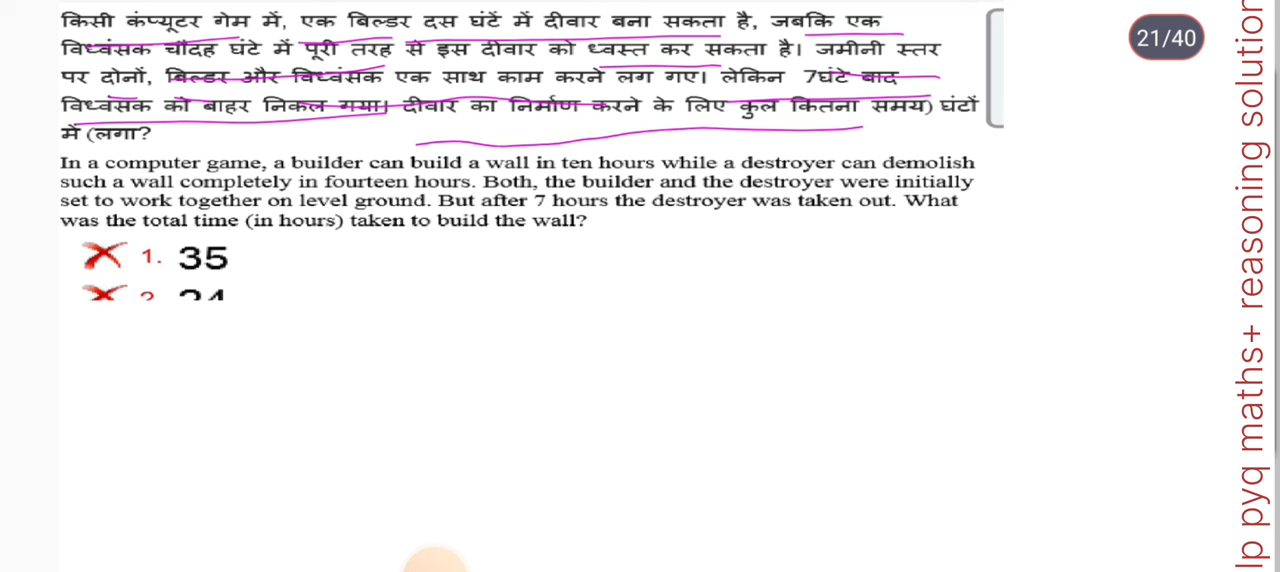 किसी कंप्यूटर गेम में, एक बिल्डर दस घंटें में दीवार बना सकता है, जबकि एक
विध्वंसक चौदह घंटे में पूरी तरह से इस दीवार को ध्वस्त कर सकता है। जमीनी स्तर
पर दोनों, बिल्डर और विध्वंसक एक साथ काम करने लग गए। लेकिन 7घंटे बाद
विध्वंसक को बाहर निकल गया। दीवार का निर्माण करने के लिए कुल कितना समय) घंटों
में (लगा?
In a computer game, a builder can build a wall in ten hours while a destroyer can demolish
such a wall completely in fourteen hours. Both, the builder and the destroyer were initially
set to work together on level ground. But after 7 hours the destroyer was taken out. What
was the total time (in hours) taken to build the wall?
1. 35
21/40
lp pyq maths+ reasoning solution